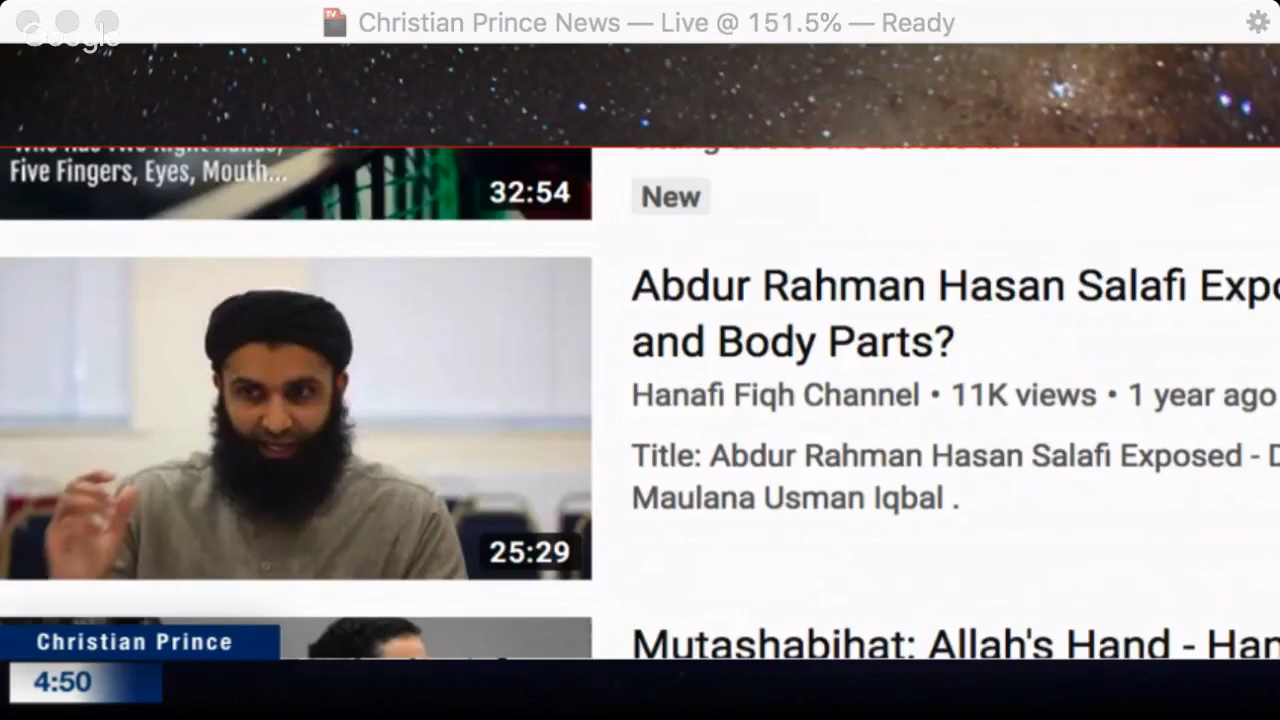 Christian Prince News — Live @ 151.5% — Ready
Google
Five Fingers, Eyes, Mouth...
32:54
New
Abdur Rahman Hasan Salafi Expo
and Body Parts?
Hanafi Fiqh Channel • 11K views • 1 year ago
Title: Abdur Rahman Hasan Salafi Exposed - D
Maulana Usman Iqbal .
25:29
Mutashabihat: Allah's Hand - Han
Christian Prince
4:50